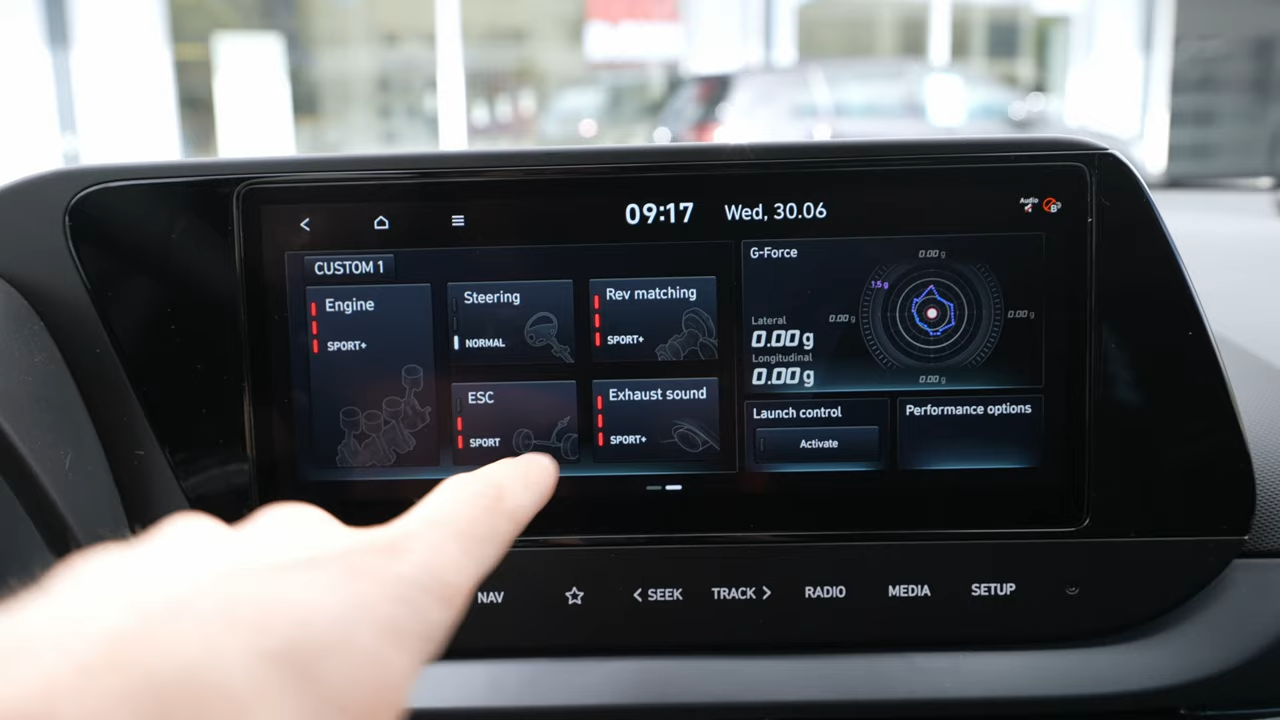 09:17 Wed, 30.06
Audio
B
CUSTOM 1
Engine
SPORT+
Steering
NORMAL
Rev matching
SPORT+
ESC
SPORT
Exhaust sound
SPORT+
G-Force
0.00 g
1.5 g
0.00 g
0.00 g
0.00 g
Lateral
0.00 g
Longitudinal
0.00 g
Launch control
Activate
Performance options
NAV
SEEK
TRACK
RADIO
MEDIA
SETUP